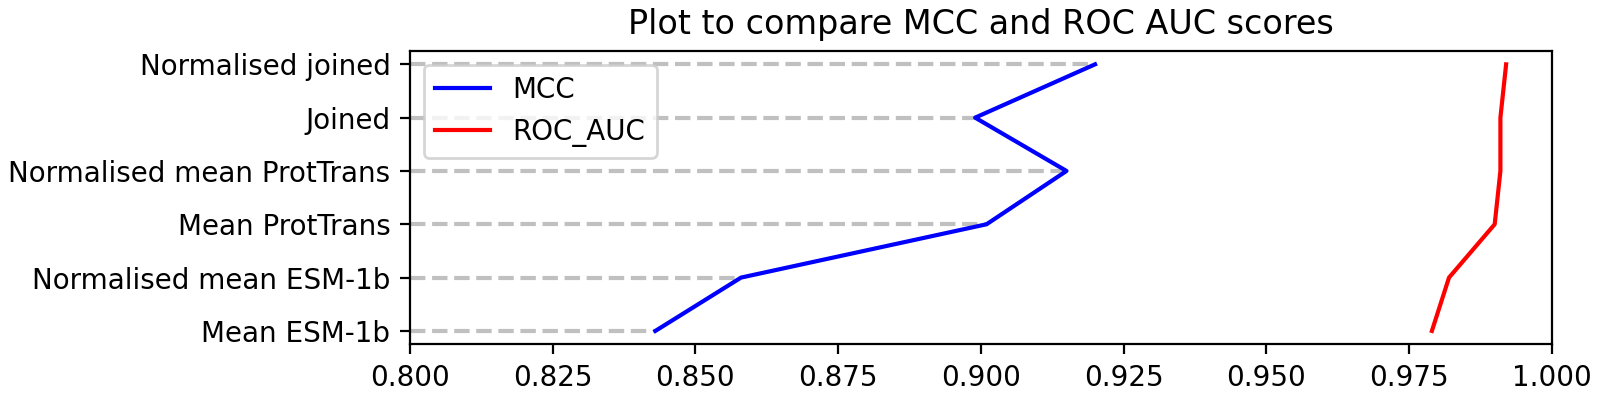 Plot to compare MCC and ROC AUC scores
Normalised joined
Joined
Normalised mean ProtTrans
Mean ProtTrans
Normalised mean ESM-1b
Mean ESM-1b
MCC
ROC_AUC
0.800 0.825 0.850 0.875 0.900 0.925 0.950 0.975 1.000